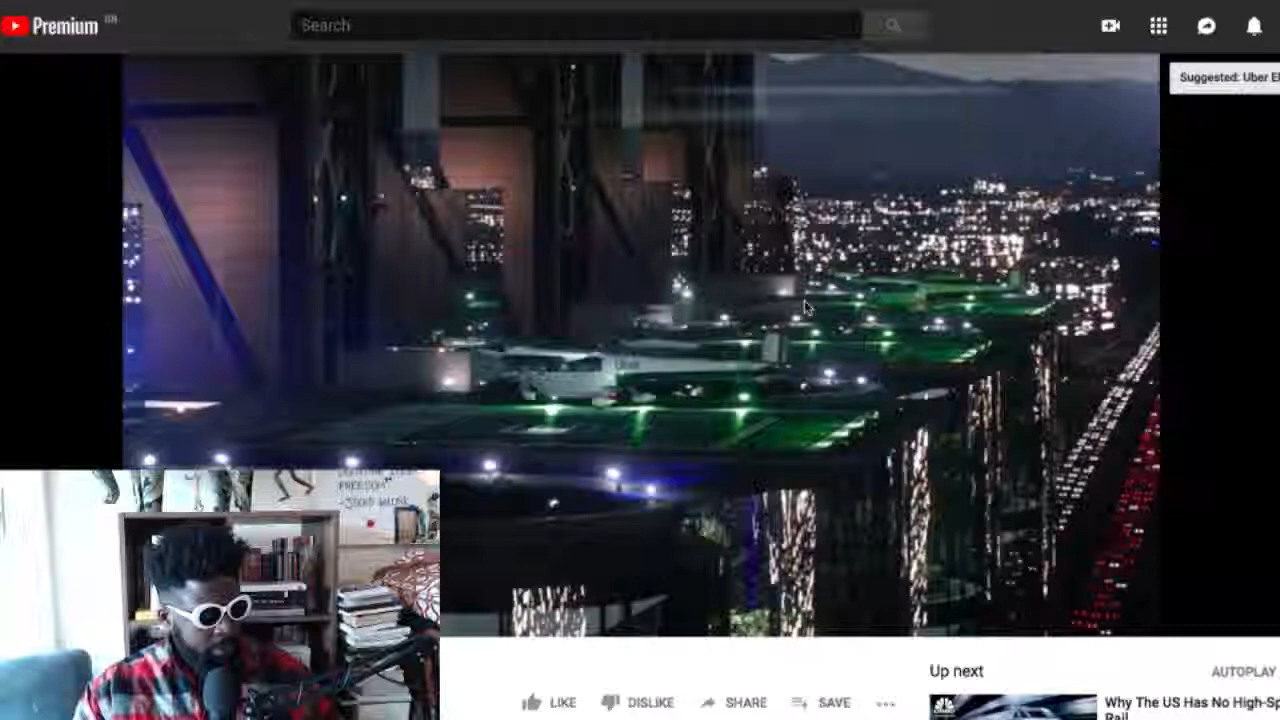 Premium
Search
Suggested: Uber El
FREEDOM"
Up next
AUTOPLAY
LIKE
DISLIKE
SHARE
SAVE
Why The US Has No High-Sp
Rail